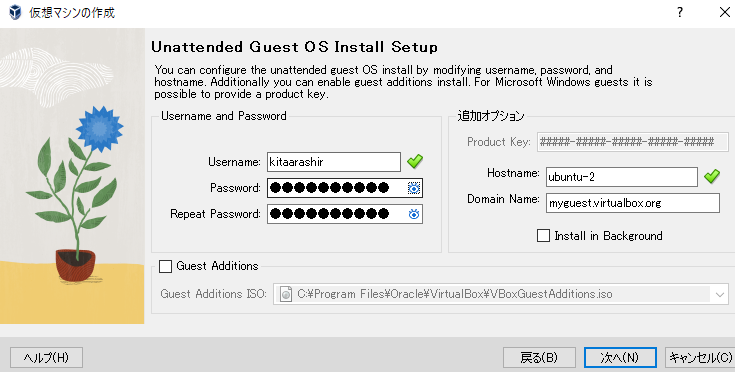 仮想マシンの作成
?
Unattended Guest OS Install Setup
You can configure the unattended guest OS install by modifying username, password, and
hostname. Additionally you can enable guest additions install. For Microsoft Windows guests it is
possible to provide a product key.
Username and Password
Username: kitaarashir
Password: ●●●●●●●●●●
Repeat Password: ●●●●●●●●●●
追加オプション
Product Key: #####-#####-#####-#####-#####
Hostname: ubuntu-2
Domain Name: myguest.virtualbox.org
Install in Background
Guest Additions
Guest Additions ISO: C:¥Program Files¥Oracle¥VirtualBox¥VBoxGuestAdditions.iso
ヘルプ(H)
戻る(B)
次へ(N)
キャンセル(C)